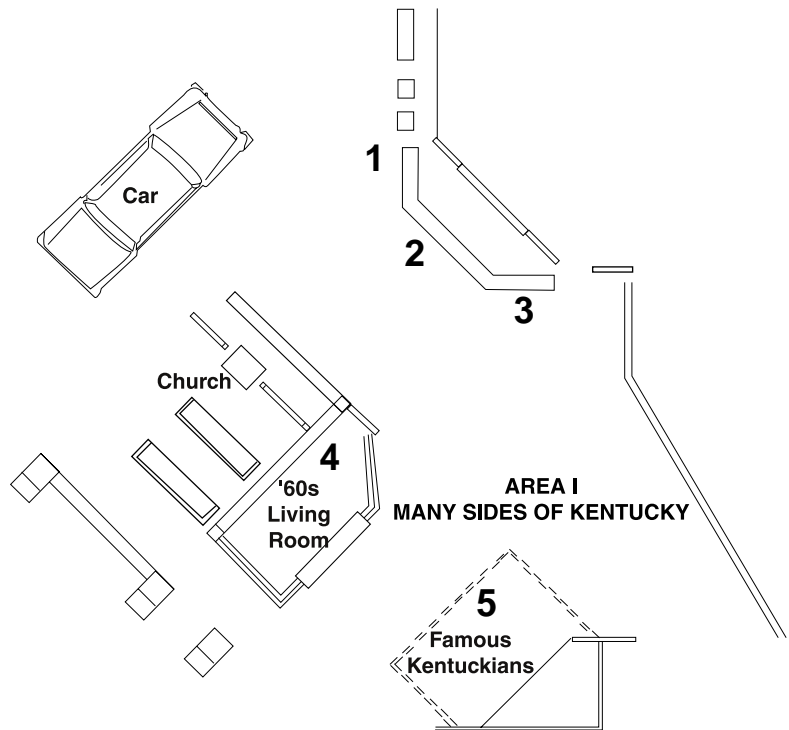 1
Car
2
3
Church
4
'60s
Living
Room
AREA I
MANY SIDES OF KENTUCKY
5
Famous
Kentuckians